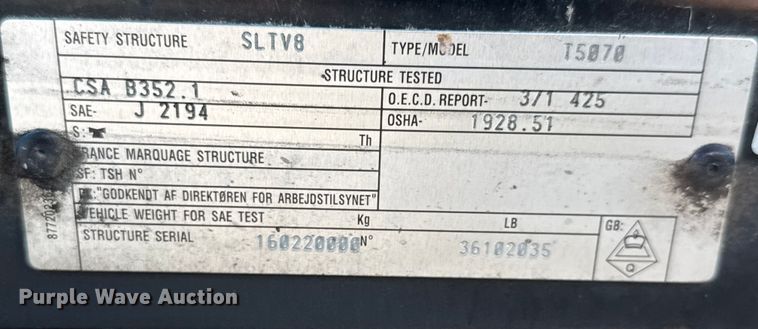 SAFETY STRUCTURE SLTV8 TYPE/MODEL T5070
STRUCTURE TESTED
CSA B352.1 O.E.C.D. REPORT- 3/1 425
SAE- J 2194 OSHA- 1928.51
S: Th
FRANCE MARQUAGE STRUCTURE
SF: TSH N°
DK: "GODKENDT AF DIREKTØREN FOR ARBEJDSTILSYNET"
VEHICLE WEIGHT FOR SAE TEST Kg LB
STRUCTURE SERIAL 160220000 N° 36102035
GB:
Q
Purple Wave Auction